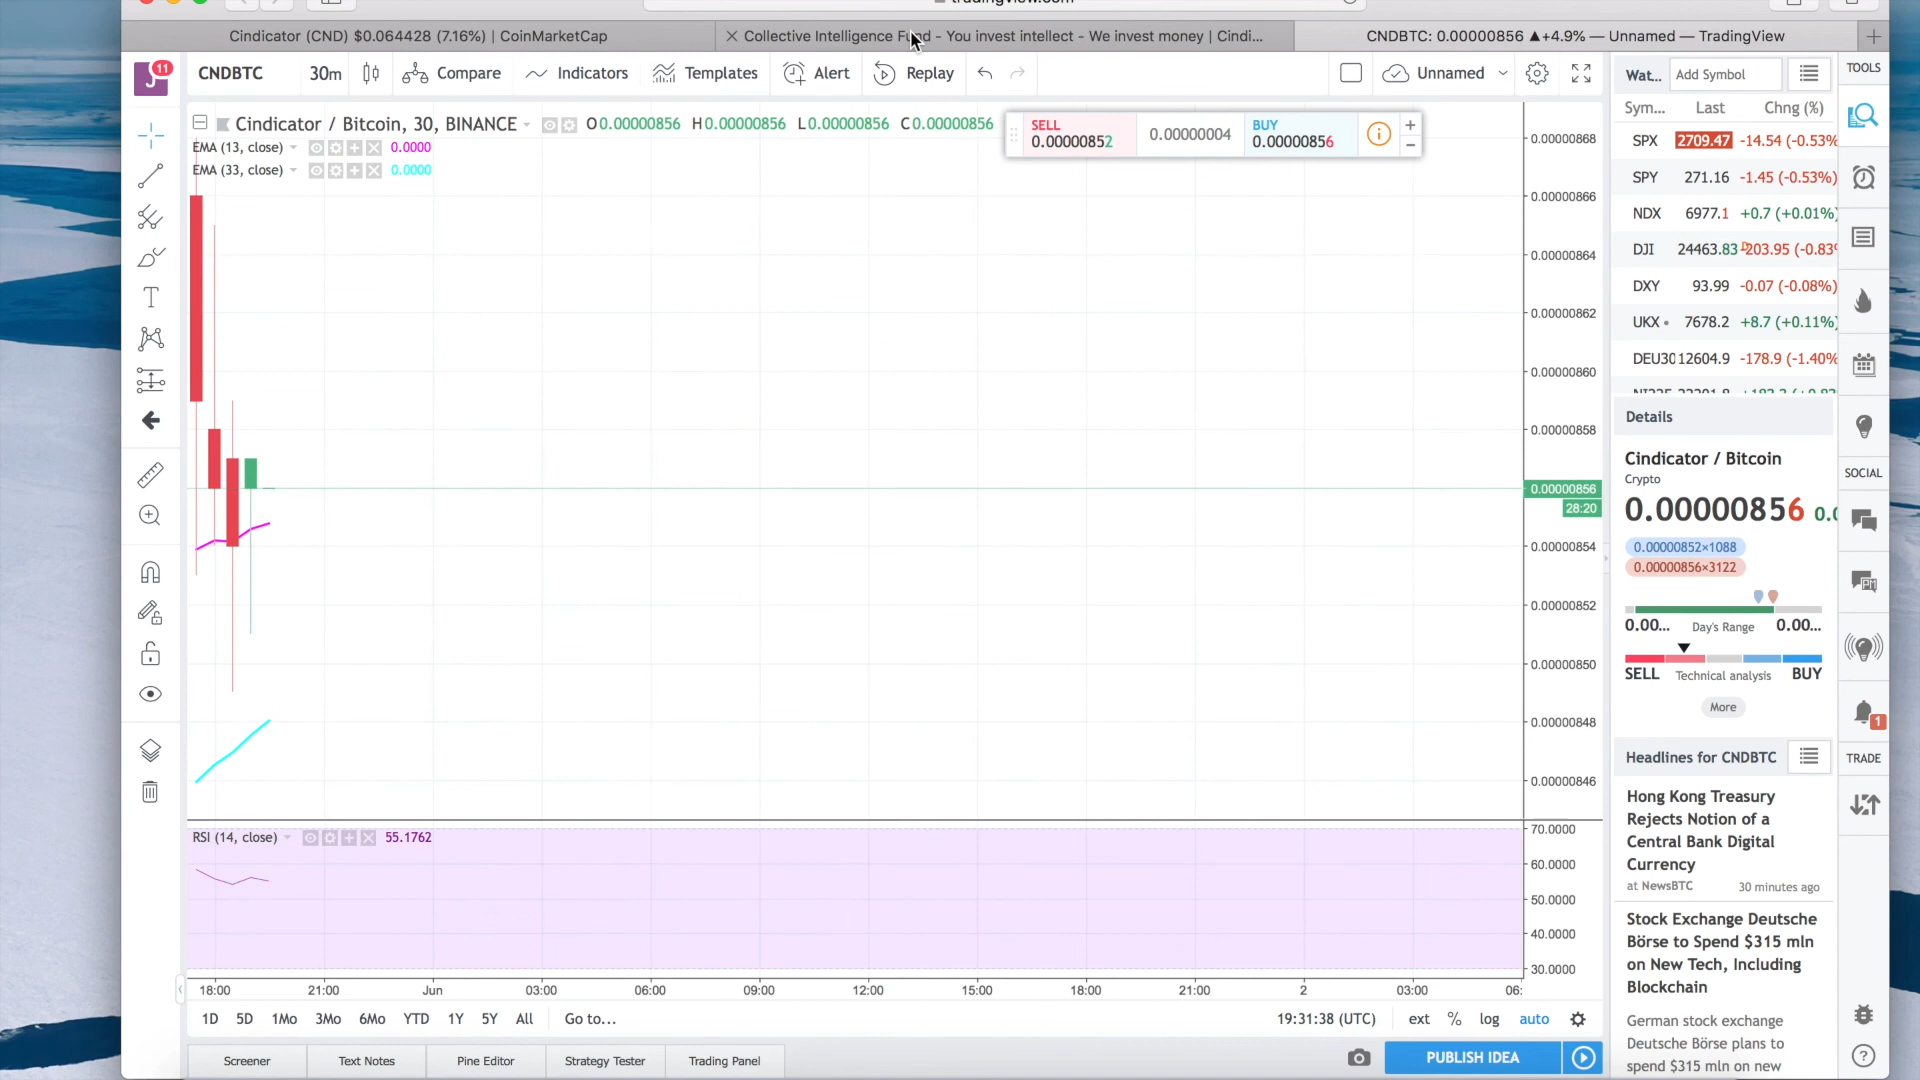 tradingview.com
Cindicator (CND) $0.064428 (7.16%) | CoinMarketCap
Collective Intelligence Fund - You invest intellect - We invest money | Cindi...
CNDBTC: 0.00000856 ▲+4.9% — Unnamed — TradingView
11
CNDBTC 30m Compare Indicators Templates Alert Replay Unnamed
Wat... Add Symbol
TOOLS
Cindicator / Bitcoin, 30, BINANCE O0.00000856 H0.00000856 L0.00000856 C0.00000856
EMA (13, close) 0.0000
EMA (33, close) 0.0000
SELL
0.00000852
0.00000004
BUY
0.00000856
0.00000868
0.00000866
0.00000864
0.00000862
0.00000860
0.00000858
0.00000856
28:20
0.00000854
0.00000852
0.00000850
0.00000848
0.00000846
RSI (14, close) 55.1762
70.0000
60.0000
50.0000
40.0000
30.0000
18:00 21:00 Jun 03:00 06:00 09:00 12:00 15:00 18:00 21:00 2 03:00 06:
1D 5D 1Mo 3Mo 6Mo YTD 1Y 5Y All Go to... 19:31:38 (UTC) ext % log auto
Screener Text Notes Pine Editor Strategy Tester Trading Panel PUBLISH IDEA
Sym... Last Chng (%)
SPX 2709.47 -14.54 (-0.53%
SPY 271.16 -1.45 (-0.53%)
NDX 6977.1 +0.7 (+0.01%)
DJI 24463.83 -203.95 (-0.83%
DXY 93.99 -0.07 (-0.08%)
UKX 7678.2 +8.7 (+0.11%)
DEU30 12604.9 -178.9 (-1.40%
Details
Cindicator / Bitcoin
Crypto
0.00000856 0.0
0.00000852×1088
0.00000856×3122
0.00... Day's Range 0.00...
SELL Technical analysis BUY
More
Headlines for CNDBTC
Hong Kong Treasury
Rejects Notion of a
Central Bank Digital
Currency
at NewsBTC 30 minutes ago
Stock Exchange Deutsche
Börse to Spend $315 mln
on New Tech, Including
Blockchain
German stock exchange
Deutsche Börse plans to
spend $315 mln on new
SOCIAL
1
TRADE